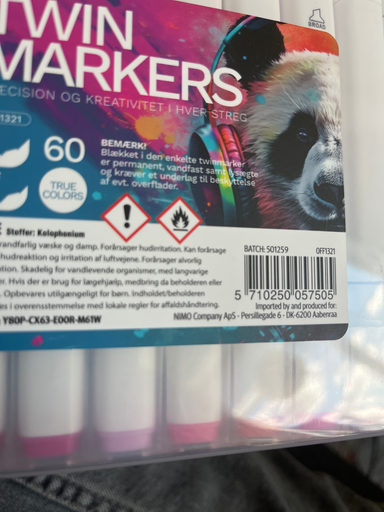 TWIN
BROAD
MARKERS
ECISION OG KREATIVITET I HVER STREG
1321
60
TRUE
COLORS
BEMÆRK!
Blækket i den enkelte twinmarker
er permanent, vandfast samt lysægte
og kræver et underlag til beskyttelse
af evt. overflader.
Stoffer: Kolophonium
randfarlig væske og damp. Forårsager hudirritation. Kan forårsage
hudreaktion og irritation af luftvejene. Forårsager alvorlig
tion. Skadelig for vandlevende organismer, med langvarige
r. Hvis der er brug for lægehjælp, medbring da beholderen eller
. Opbevares utilgængeligt for børn. Indholdet/beholderen
es i overensstemmelse med lokale regler for affaldshåndtering.
: Y80P-CX63-E00R-M61W
BATCH: 501259
OFF1321
5 710250 057505
Imported by and produced for:
NIMO Company ApS - Persillegade 6 - DK-6200 Aabenraa